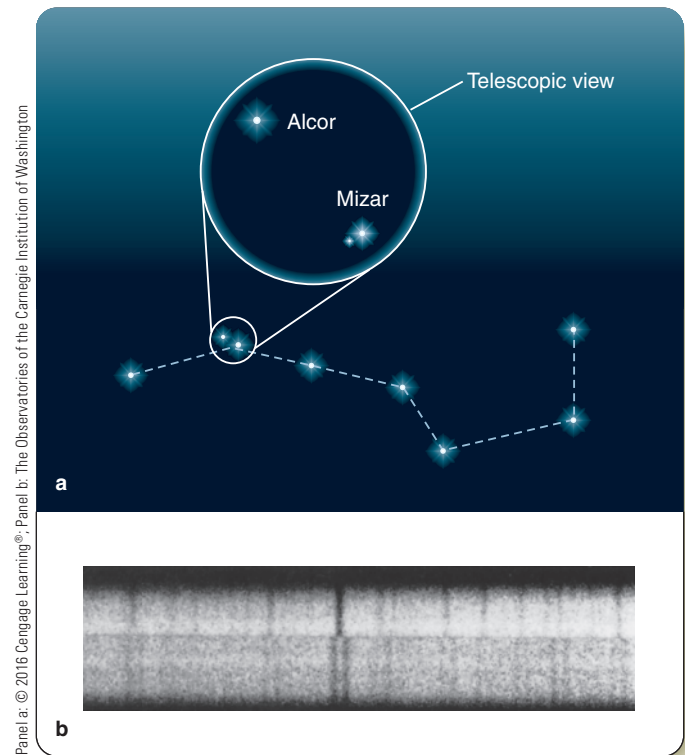 Panel a: © 2016 Cengage Learning®; Panel b: The Observatories of the Carnegie Institution of Washington
Telescopic view
Alcor
Mizar
a
b